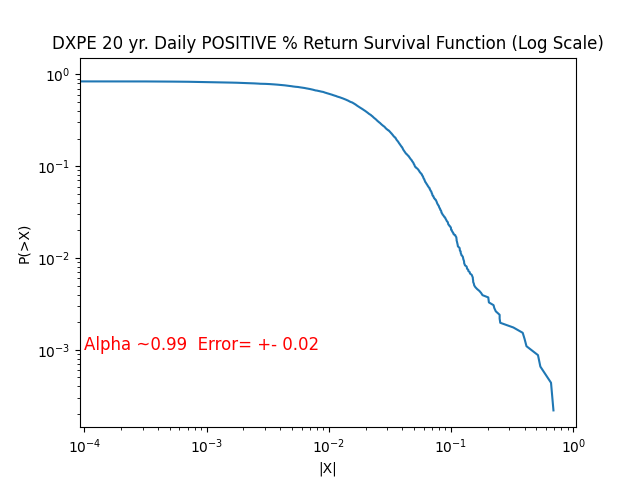 DXPE 20 yr. Daily POSITIVE % Return Survival Function (Log Scale)
10⁰
10⁻¹
10⁻²
10⁻³
P(>X)
Alpha ~0.99  Error= +- 0.02
10⁻⁴ 10⁻³ 10⁻² 10⁻¹ 10⁰
|X|